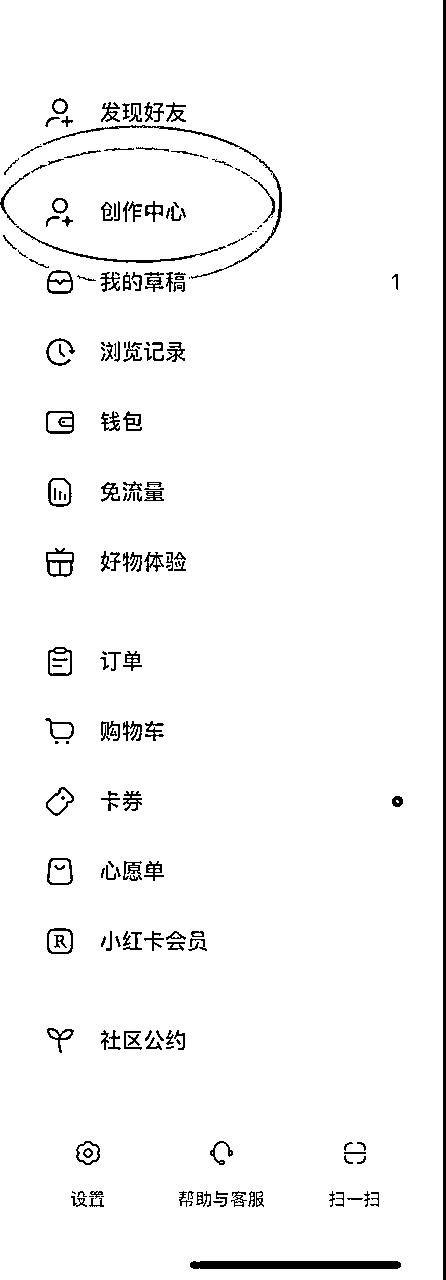 发现好友
创作中心
我的草稿 1
浏览记录
钱包
免流量
好物体验
订单
购物车
卡券
心愿单
R 小红卡会员
社区公约
设置 帮助与客服 扫一扫